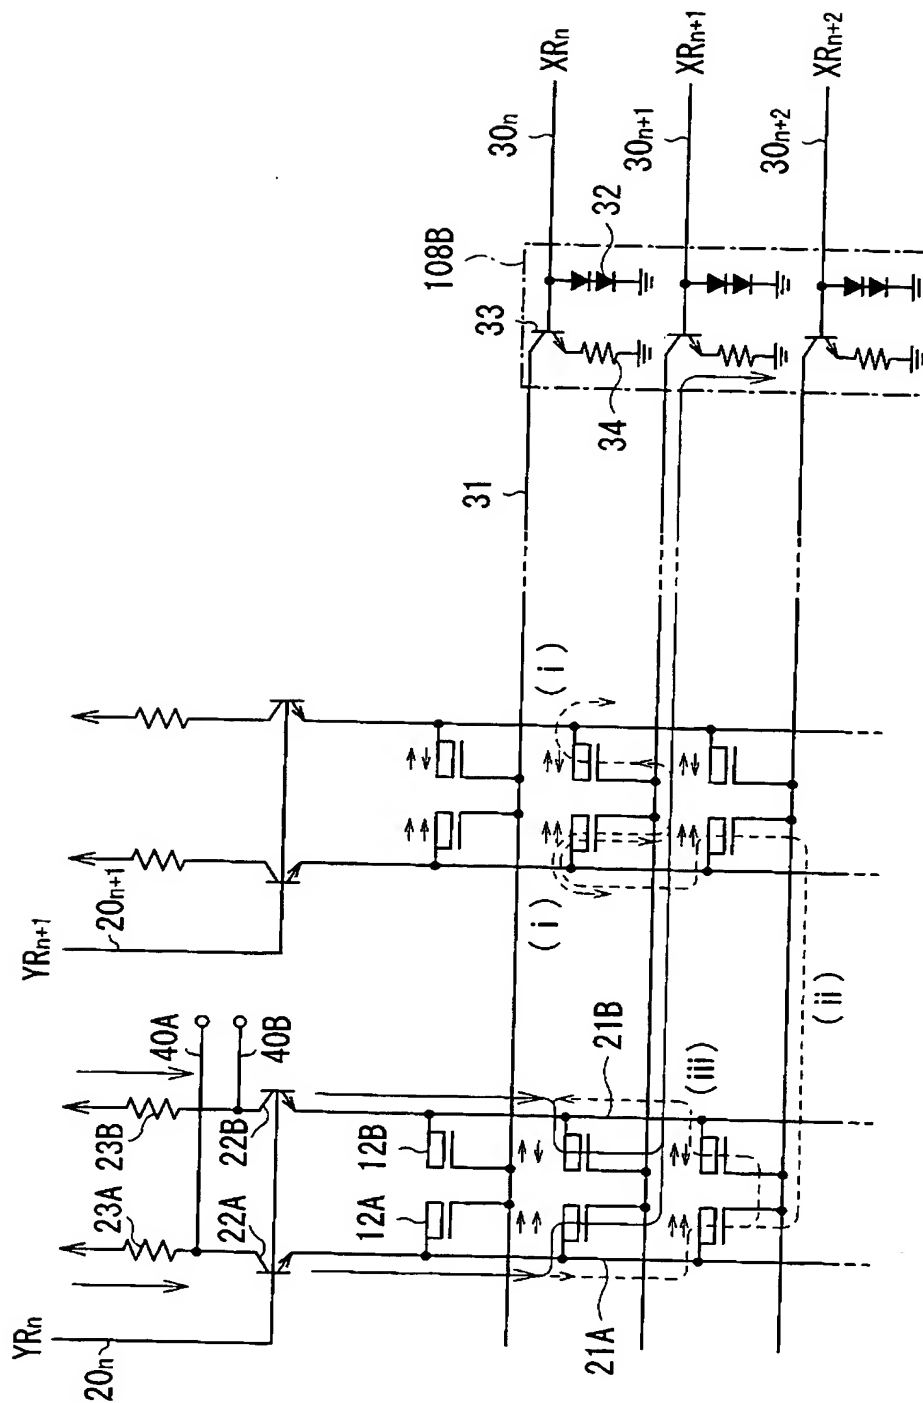 YRn
20n
YRn+1
20n+1
23A
23B
40A
40B
22A
22B
12A
12B
21A
21B
(i)
(i)
(ii)
(iii)
31
108B
33
34
32
30n
XRn
30n+1
XRn+1
30n+2
XRn+2